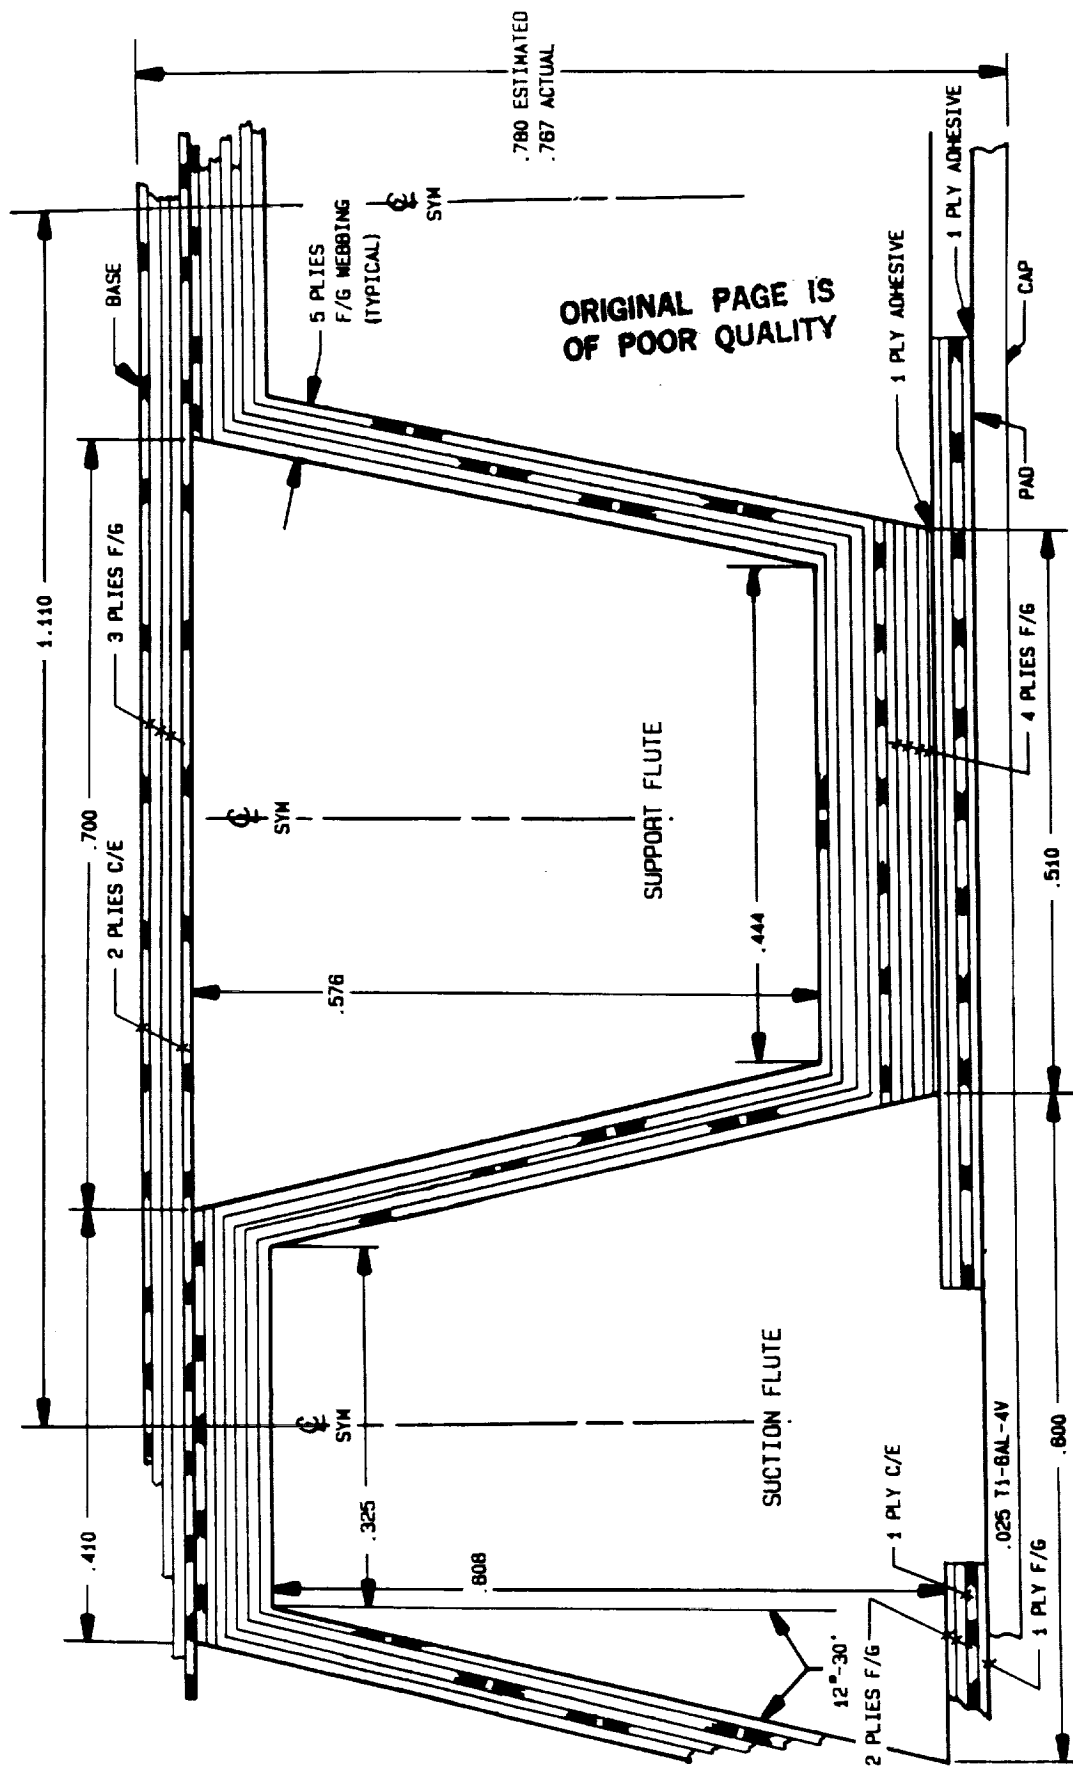 .780 ESTIMATED
.767 ACTUAL
1.110
BASE
3 PLIES F/G
2 PLIES C/E
.700
.410
5 PLIES
F/G WEBBING
(TYPICAL)
ORIGINAL PAGE IS
OF POOR QUALITY
1 PLY ADHESIVE
1 PLY ADHESIVE
CAP
PAD
SYM
SYM
SYM
SUPPORT FLUTE
.576
.444
4 PLIES F/G
.510
SUCTION FLUTE
.325
.608
12°-30'
2 PLIES F/G
1 PLY C/E
.025 Ti-6AL-4V
1 PLY F/G
.600